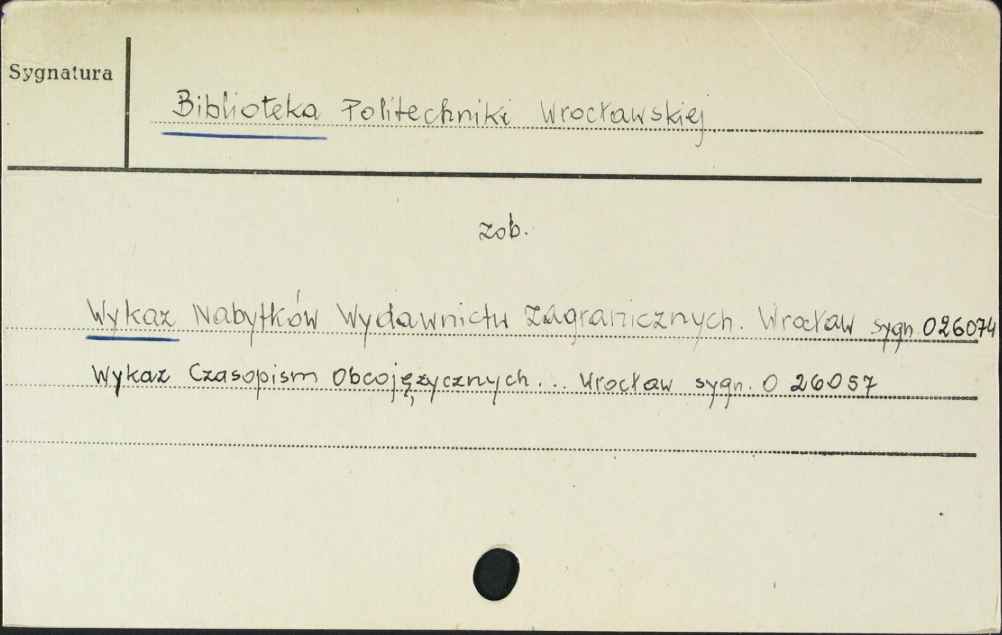 Sygnatura
Biblioteka Politechniki Wrocławskiej
zob.
Wykaz Nabytków Wydawnictw Zagranicznych. Wrocław sygn 026074
Wykaz Czasopism Obcojęzycznych... Wrocław sygn. 0 26057